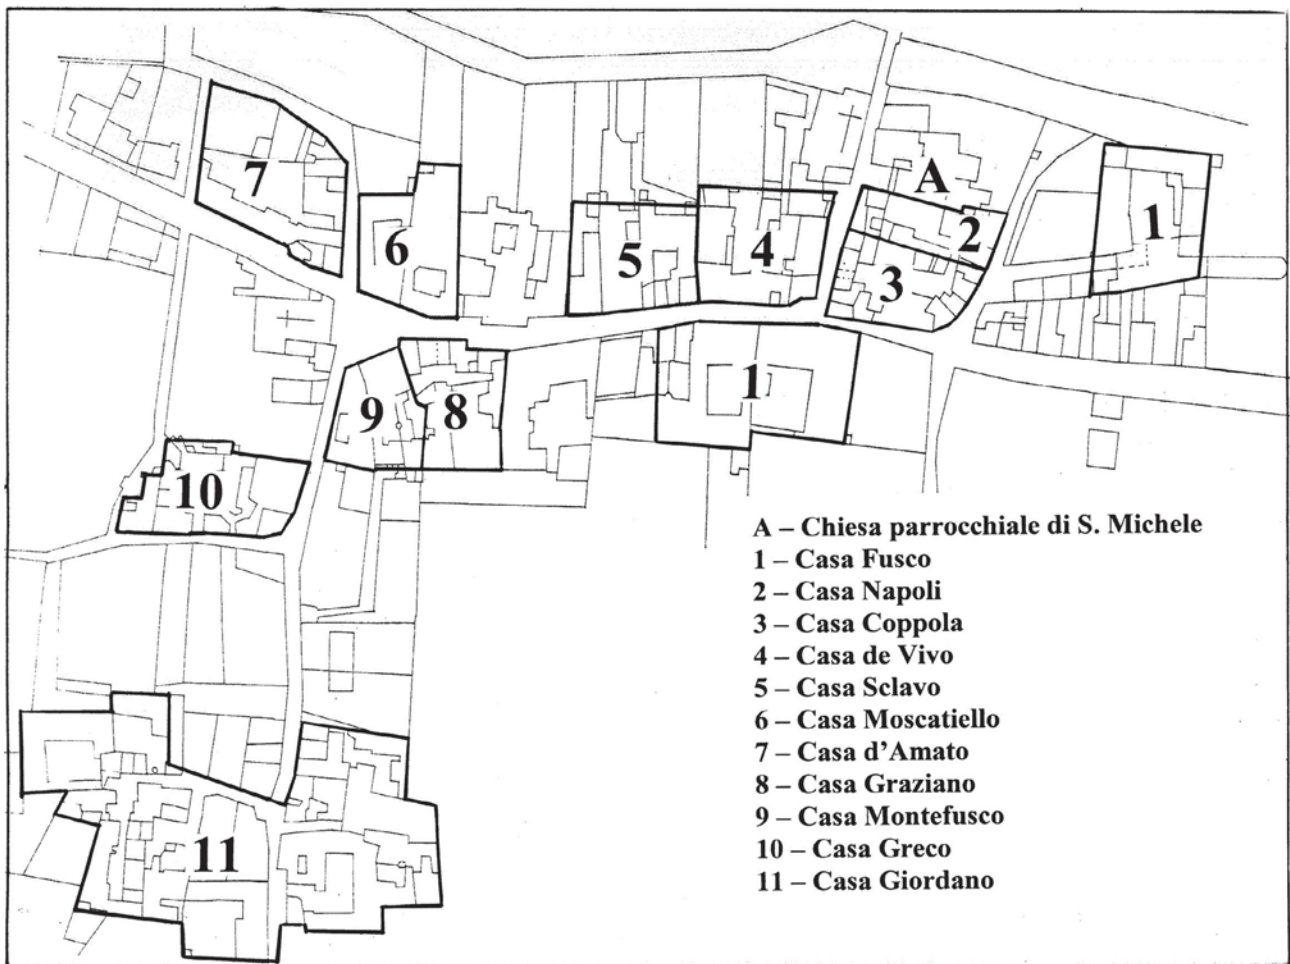 A
7
1
2
6
5
4
3
1
9
8
10
11
A – Chiesa parrocchiale di S. Michele
1 – Casa Fusco
2 – Casa Napoli
3 – Casa Coppola
4 – Casa de Vivo
5 – Casa Sclavo
6 – Casa Moscatiello
7 – Casa d’Amato
8 – Casa Graziano
9 – Casa Montefusco
10 – Casa Greco
11 – Casa Giordano